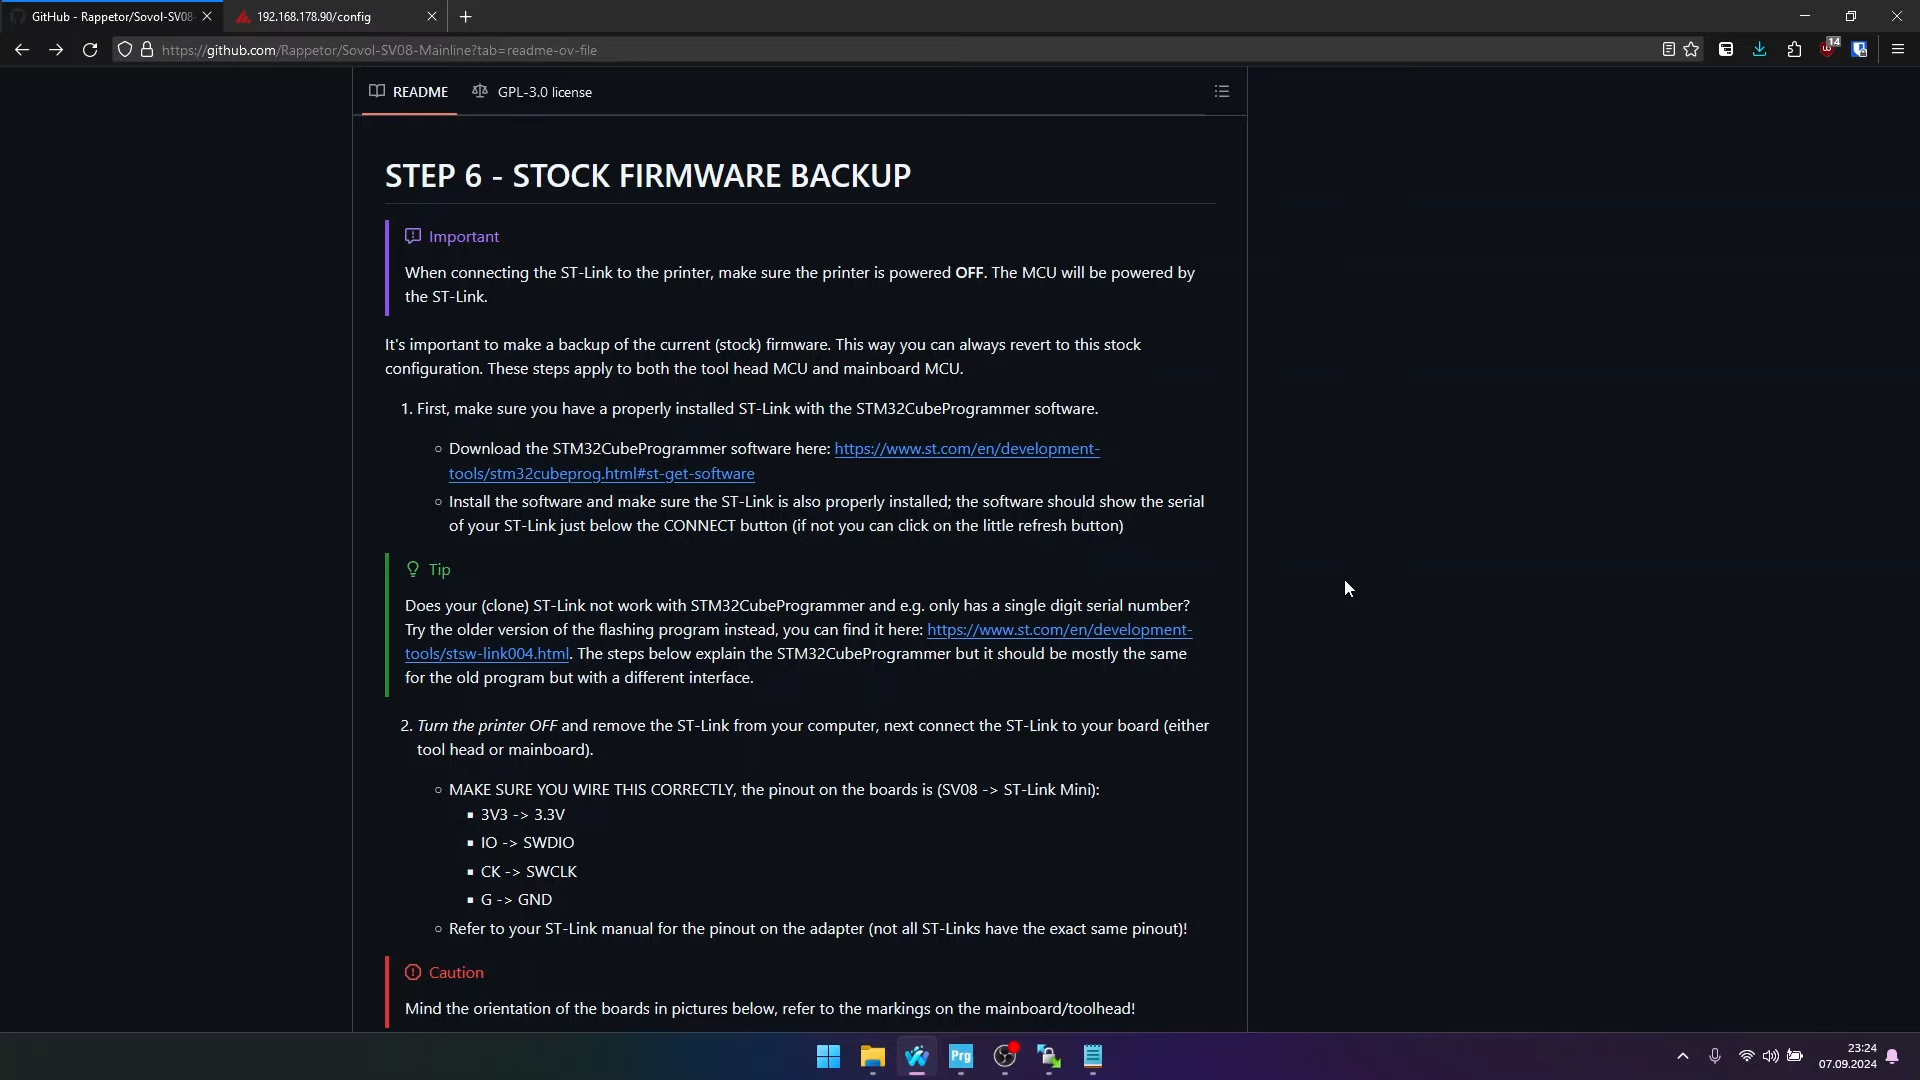 GitHub - Rappetor/Sovol-SV08-
192.168.178.90/config
https://github.com/Rappetor/Sovol-SV08-Mainline?tab=readme-ov-file
14
README
GPL-3.0 license
STEP 6 - STOCK FIRMWARE BACKUP
Important
When connecting the ST-Link to the printer, make sure the printer is powered OFF. The MCU will be powered by
the ST-Link.
It's important to make a backup of the current (stock) firmware. This way you can always revert to this stock
configuration. These steps apply to both the tool head MCU and mainboard MCU.
1. First, make sure you have a properly installed ST-Link with the STM32CubeProgrammer software.
Download the STM32CubeProgrammer software here: https://www.st.com/en/development-
tools/stm32cubeprog.html#st-get-software
Install the software and make sure the ST-Link is also properly installed; the software should show the serial
of your ST-Link just below the CONNECT button (if not you can click on the little refresh button)
Tip
Does your (clone) ST-Link not work with STM32CubeProgrammer and e.g. only has a single digit serial number?
Try the older version of the flashing program instead, you can find it here: https://www.st.com/en/development-
tools/stsw-link004.html. The steps below explain the STM32CubeProgrammer but it should be mostly the same
for the old program but with a different interface.
2. Turn the printer OFF and remove the ST-Link from your computer, next connect the ST-Link to your board (either
tool head or mainboard).
MAKE SURE YOU WIRE THIS CORRECTLY, the pinout on the boards is (SV08 -> ST-Link Mini):
3V3 -> 3.3V
IO -> SWDIO
CK -> SWCLK
G -> GND
Refer to your ST-Link manual for the pinout on the adapter (not all ST-Links have the exact same pinout)!
Caution
Mind the orientation of the boards in pictures below, refer to the markings on the mainboard/toolhead!
Prg
23:24
07.09.2024